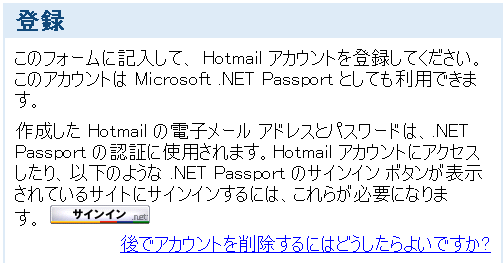 登録
このフォームに記入して、 Hotmail アカウントを登録してください。
このアカウントは Microsoft .NET Passport としても利用できま
す。
作成した Hotmail の電子メール アドレスとパスワードは、.NET
Passport の認証に使用されます。Hotmail アカウントにアクセス
したり、以下のような .NET Passport のサインイン ボタンが表示
されているサイトにサインインするには、これらが必要になりま
す。 サインイン .net
後でアカウントを削除するにはどうしたらよいですか?